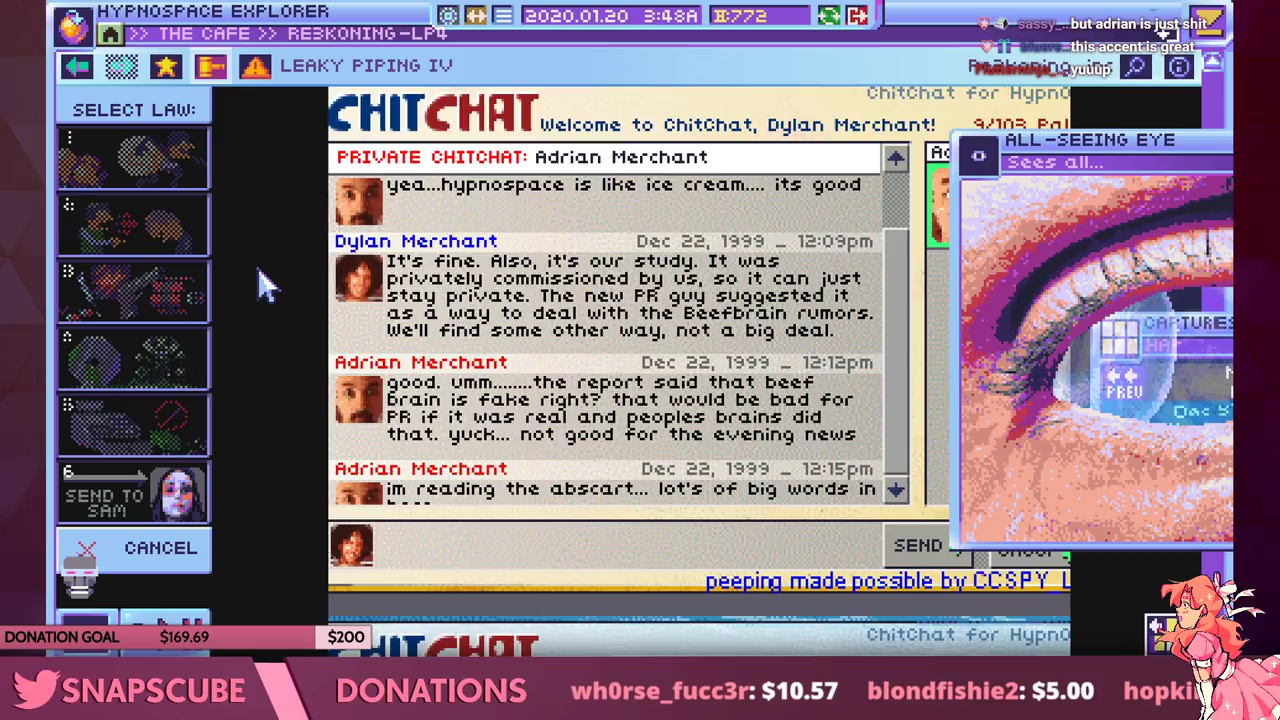 HYPNOSPACE EXPLORER
2020.01.20 3:48A
772
sassy_... but adrian is just shit
>> THE CAFE >> RE3KONING-LP4
this accent is great
LEAKY PIPING IV
yuuup
SELECT LAW:
CHITCHAT
ChitChat for Hypn
Welcome to ChitChat, Dylan Merchant!
9/103
ALL-SEEING EYE
Sees all...
PRIVATE CHITCHAT: Adrian Merchant
yea...hypnospace is like ice cream.... its good
Dylan Merchant
Dec 22, 1999 _ 12:09pm
It's fine. Also, it's our study. It was
privately commissioned by us, so it can just
stay private. The new PR guy suggested it
as a way to deal with the Beefbrain rumors.
We'll find some other way, not a big deal.
CAPTURES
PREV
Adrian Merchant
Dec 22, 1999 _ 12:12pm
good. umm.......the report said that beef
Brain is fake right? that would be bad for
PR if it was real and peoples brains did
that. yuck... not good for the evening news
Adrian Merchant
Dec 22, 1999 _ 12:15pm
im reading the abscart... lot's of big words in
6
SEND TO
SAM
CANCEL
SEND
peeping made possible by CCSPY_L
DONATION GOAL $169.69 $200
CHITCHAT
ChitChat for Hypn
SNAPSCUBE
DONATIONS
wh0rse_fucc3r: $10.57
blondfishie2: $5.00
hopki